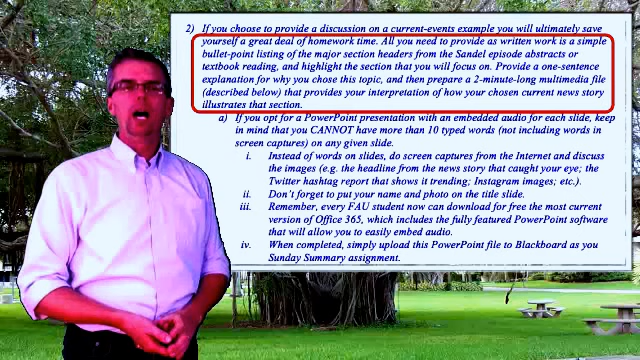 2) If you choose to provide a discussion on a current-events example you will ultimately save
yourself a great deal of homework time. All you need to provide as written work is a simple
bullet-point listing of the major section headers from the Sandel episode abstracts or
textbook reading, and highlight the section that you will focus on. Provide a one-sentence
explanation for why you chose this topic, and then prepare a 2-minute-long multimedia file
(described below) that provides your interpretation of how your chosen current news story
illustrates that section.
a) If you opt for a PowerPoint presentation with an embedded audio for each slide, keep
in mind that you CANNOT have more than 10 typed words (not including words in
screen captures) on any given slide.
i. Instead of words on slides, do screen captures from the Internet and discuss
the images (e.g. the headline from the news story that caught your eye; the
Twitter hashtag report that shows it trending; Instagram images; etc.).
ii. Don't forget to put your name and photo on the title slide.
iii. Remember, every FAU student now can download for free the most current
version of Office 365, which includes the fully featured PowerPoint software
that will allow you to easily embed audio.
iv. When completed, simply upload this PowerPoint file to Blackboard as you
Sunday Summary assignment.